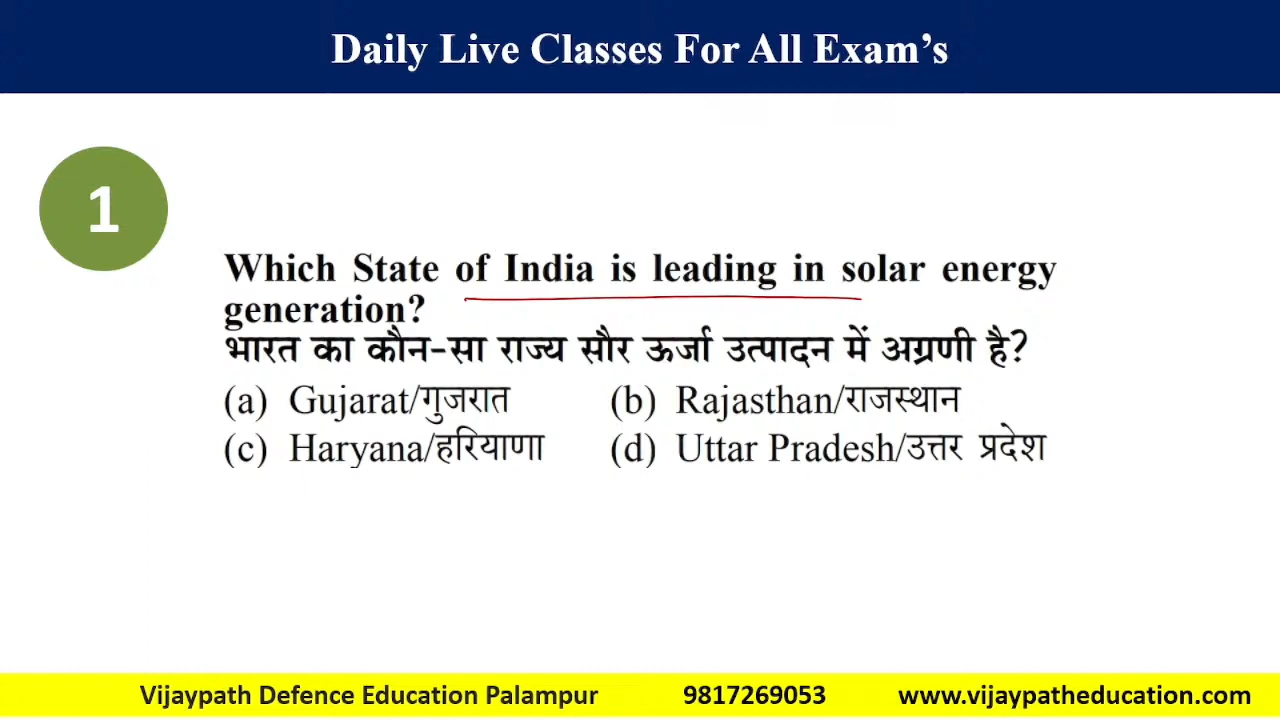 Daily Live Classes For All Exam’s
1
Which State of India is leading in solar energy
generation?
भारत का कौन-सा राज्य सौर ऊर्जा उत्पादन में अग्रणी है?
(a) Gujarat/गुजरात (b) Rajasthan/राजस्थान
(c) Haryana/हरियाणा (d) Uttar Pradesh/उत्तर प्रदेश
Vijaypath Defence Education Palampur 9817269053 www.vijaypatheducation.com